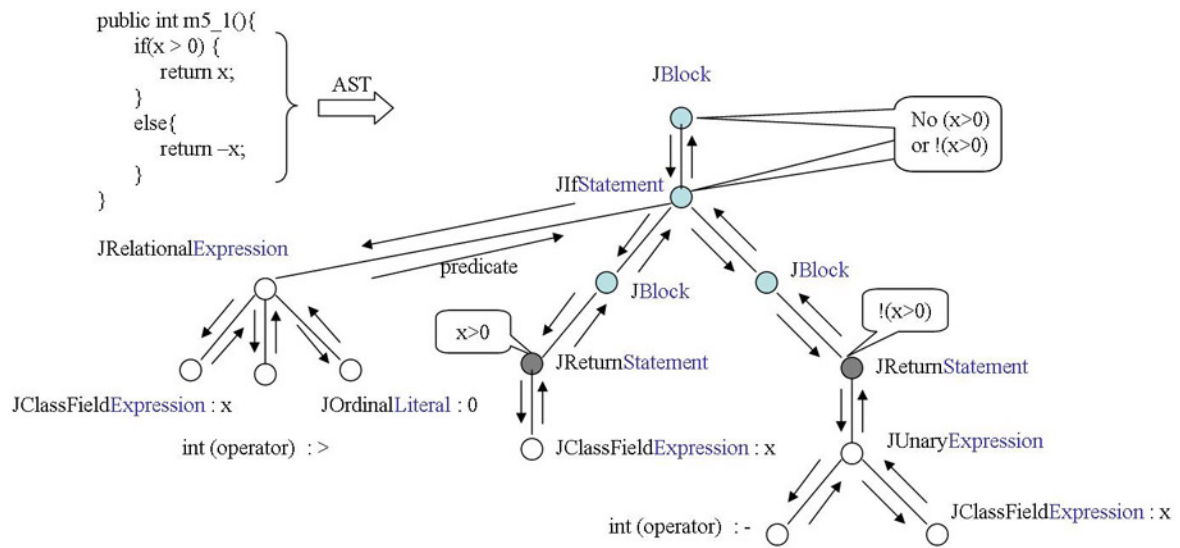 public int m5_1(){
if(x > 0) {
return x;
}
else{
return –x;
}
}
AST
JBlock
No (x>0)
or !(x>0)
JIfStatement
JRelationalExpression
predicate
JBlock
JBlock
x>0
!(x>0)
JReturnStatement
JReturnStatement
JClassFieldExpression : x
JOrdinalLiteral : 0
int (operator) : >
JClassFieldExpression : x
JUnaryExpression
JClassFieldExpression : x
int (operator) : -